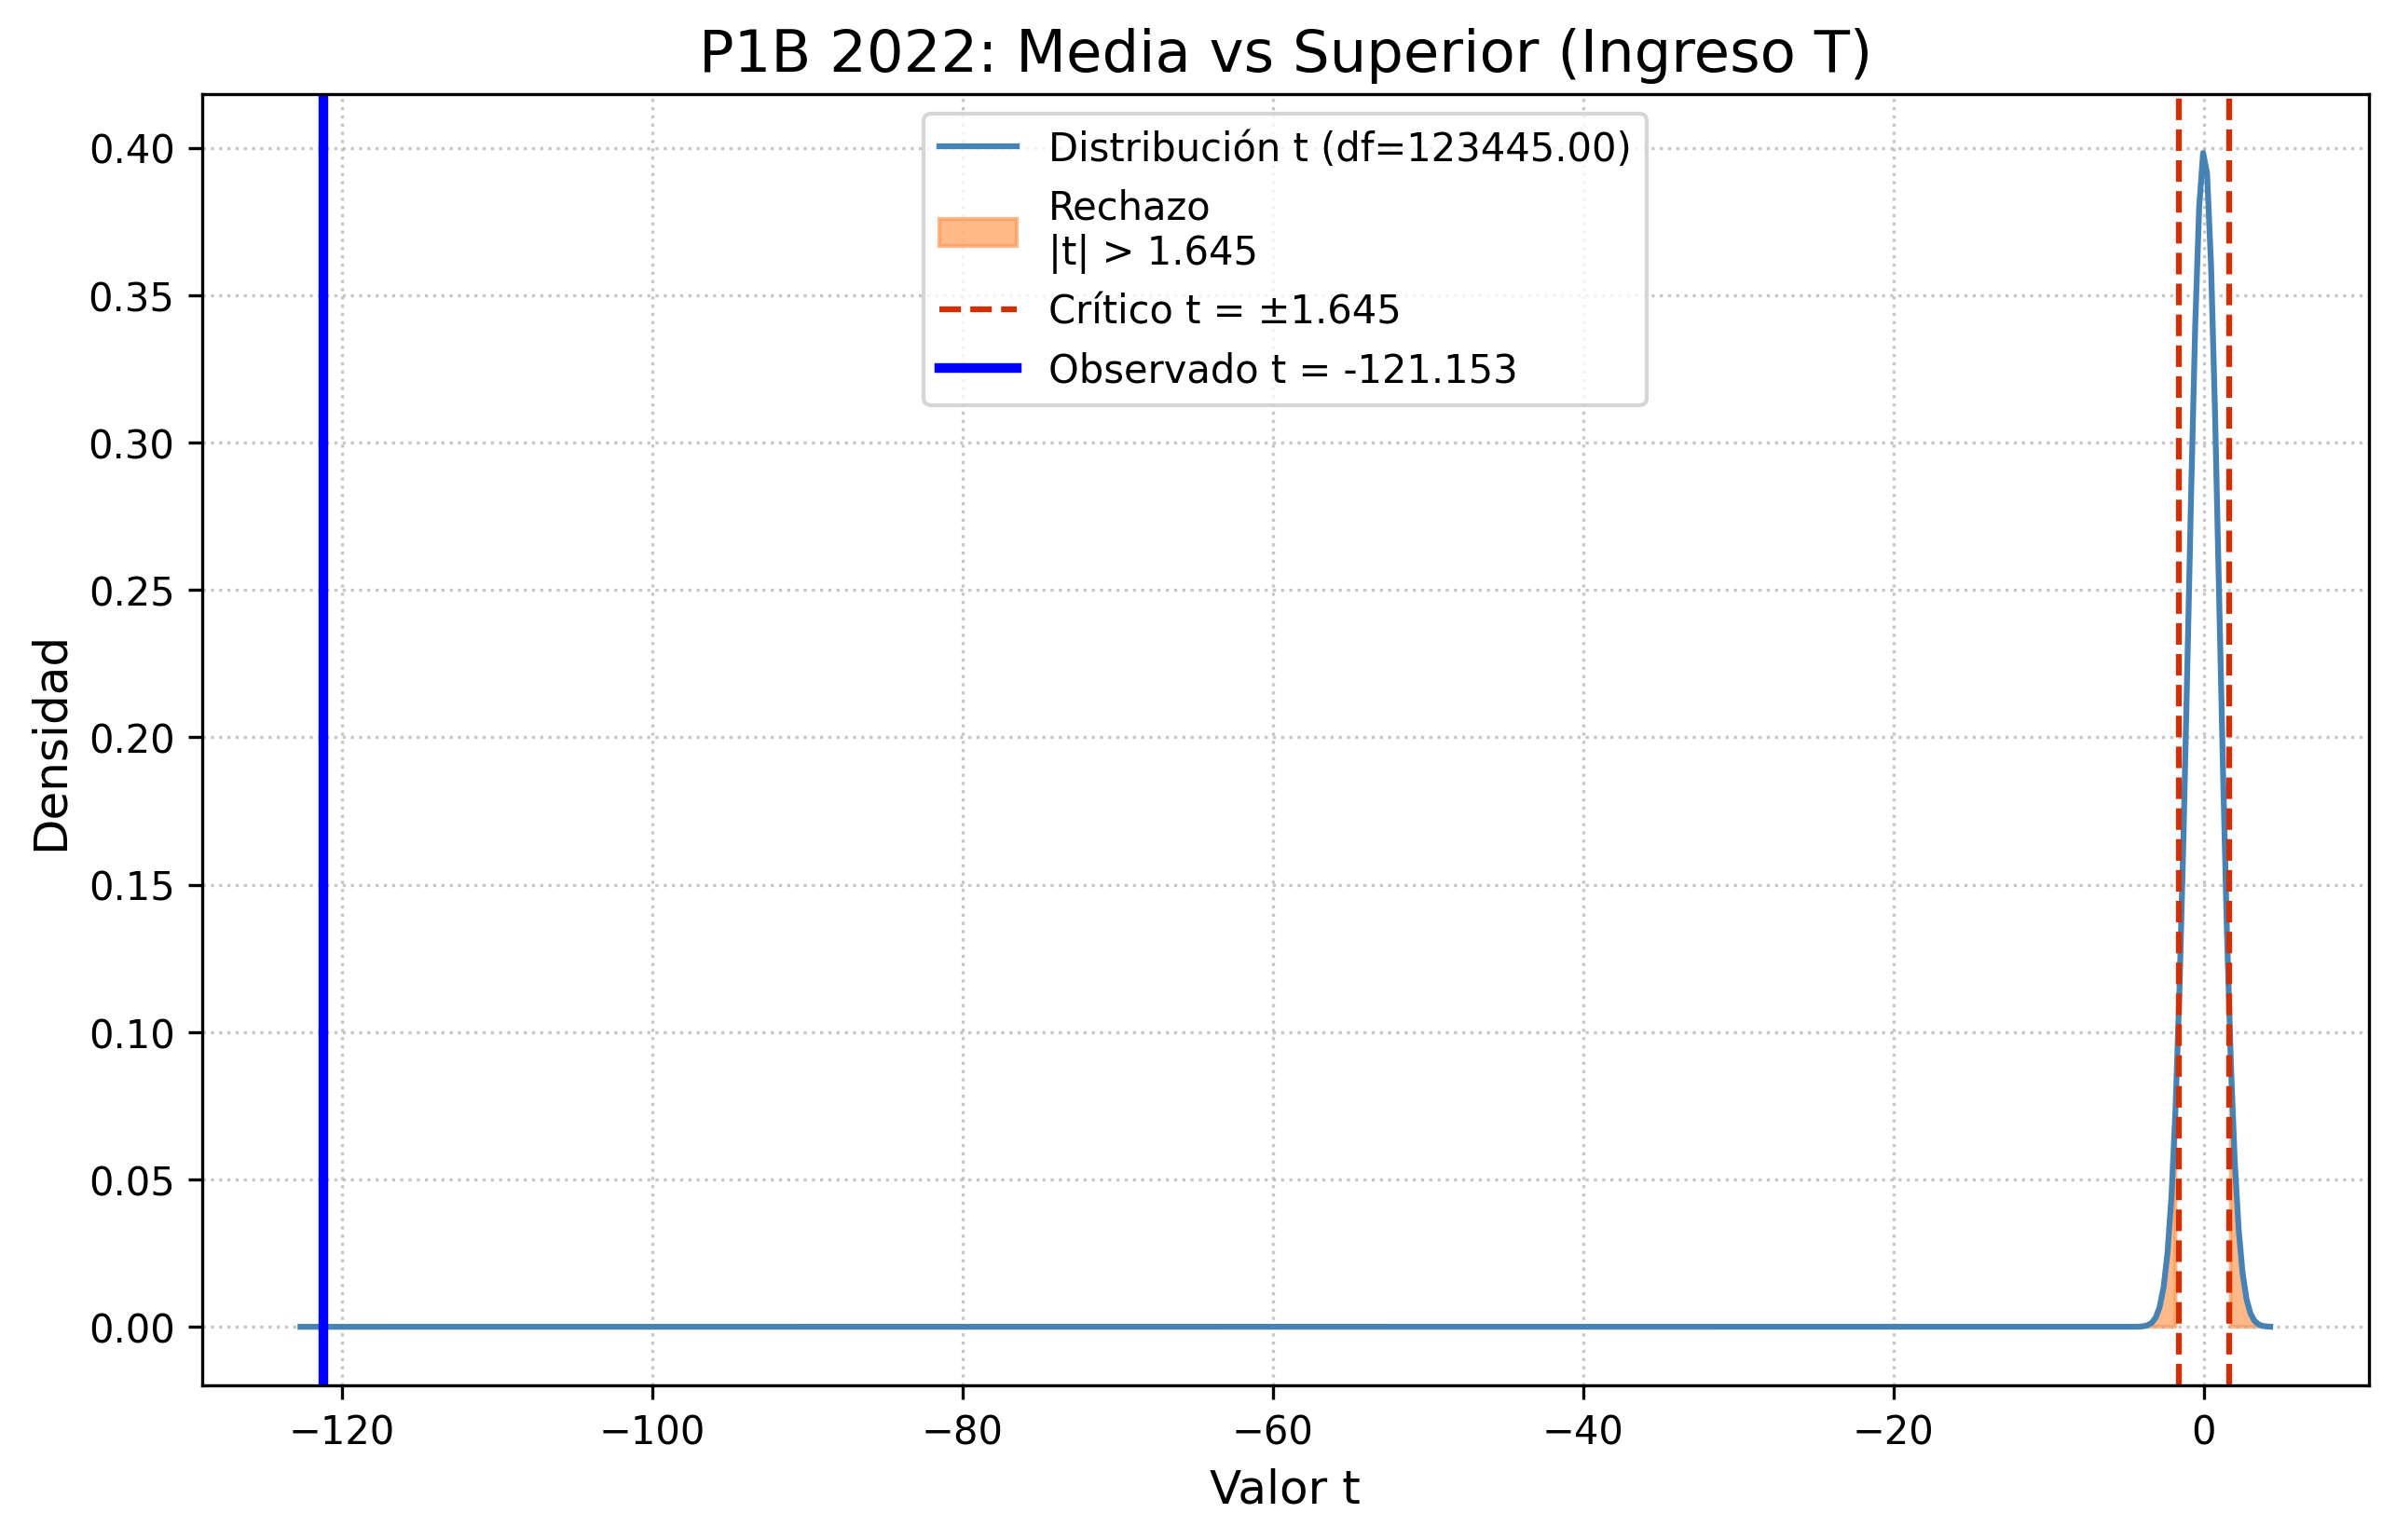 P1B 2022: Media vs Superior (Ingreso T)
Distribución t (df=123445.00)
Rechazo
|t| > 1.645
Crítico t = ±1.645
Observado t = -121.153
0.40
0.35
0.30
0.25
0.20
0.15
0.10
0.05
0.00
Densidad
−120 −100 −80 −60 −40 −20 0
Valor t